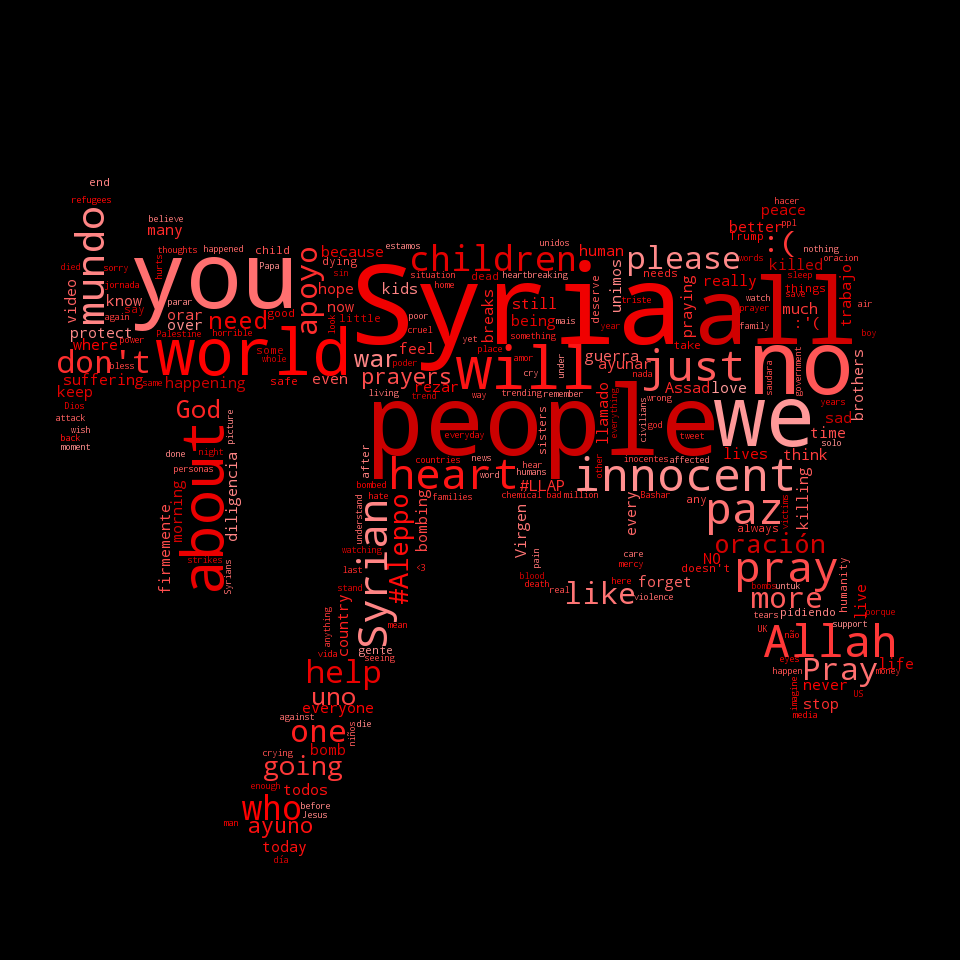 end
refugees
believe
many
mundo
thoughts
happened
child
because
you
apoyo
estamos
children
unidos
human
please
hacer
peace
ppl
better
Trump
:(
nothing
oracion
died
sorry
hurts
Papa
dying
sin
situation
dead
heartbreaking
Syria
all
unimos
needs
really
words
killed
video
jornada
parar
hope
kids
home
breaks
still
deserve
triste
praying
watch
save
things
trabajo
know
say
orar
good
look
little
poor
being
mais
year
prayer
much
air
again
power
protect
over
need
now
cruel
something
family
:'(
boy
where
Palestine
horrible
world
some
war
feel
yet
place
will
under
guerra
take
just
no
government
brothers
don't
bless
whole
even
prayers
poder
amor
cry
ayunar
nada
saudara
suffering
same
happening
safe
rezar
trending
civilians
Assad
love
keep
Dios
God
living
trend
way
remember
llamado
everything
wrong
years
attack
wish
picture
people
sisters
god
we
sad
solo
back
moment
about
night
everyday
tweet
time
done
after
countries
news
hear
other
inocentes
affected
lives
think
personas
diligencia
heart
word
humans
innocent
morning
bombed
hate
families
#LLAP
chemical
bad
million
Bashar
any
victims
killing
firmemente
strikes
understand
Syrian
#Aleppo
bombing
Virgen
every
paz
always
oración
Syrians
watching
last
<3
pain
care
mercy
NO
doesn't
pray
humanity
stand
blood
death
real
like
here
violence
forget
bombs
untuk
more
live
country
anything
mean
tears
pidiendo
porque
vida
gente
seeing
UK
não
support
Allah
help
eyes
happen
Pray
life
money
uno
everyone
imagine
never
US
against
die
niños
stop
media
one
crying
bomb
going
enough
todos
who
before
Jesus
man
ayuno
today
día